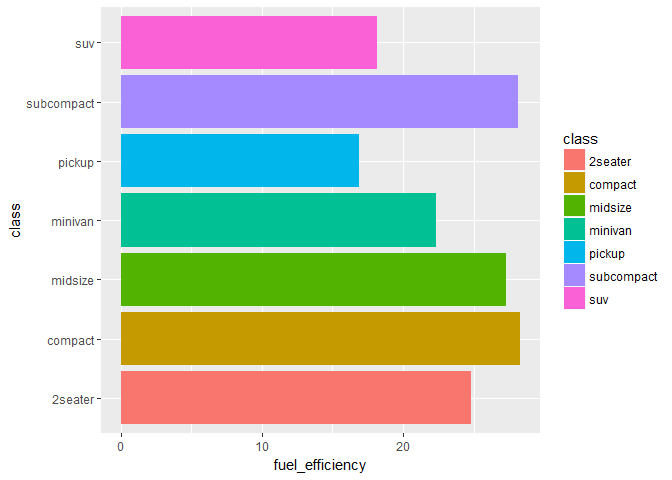 suv
subcompact
pickup
minivan
midsize
compact
2seater
class
0 10 20
fuel_efficiency
class
2seater
compact
midsize
minivan
pickup
subcompact
suv